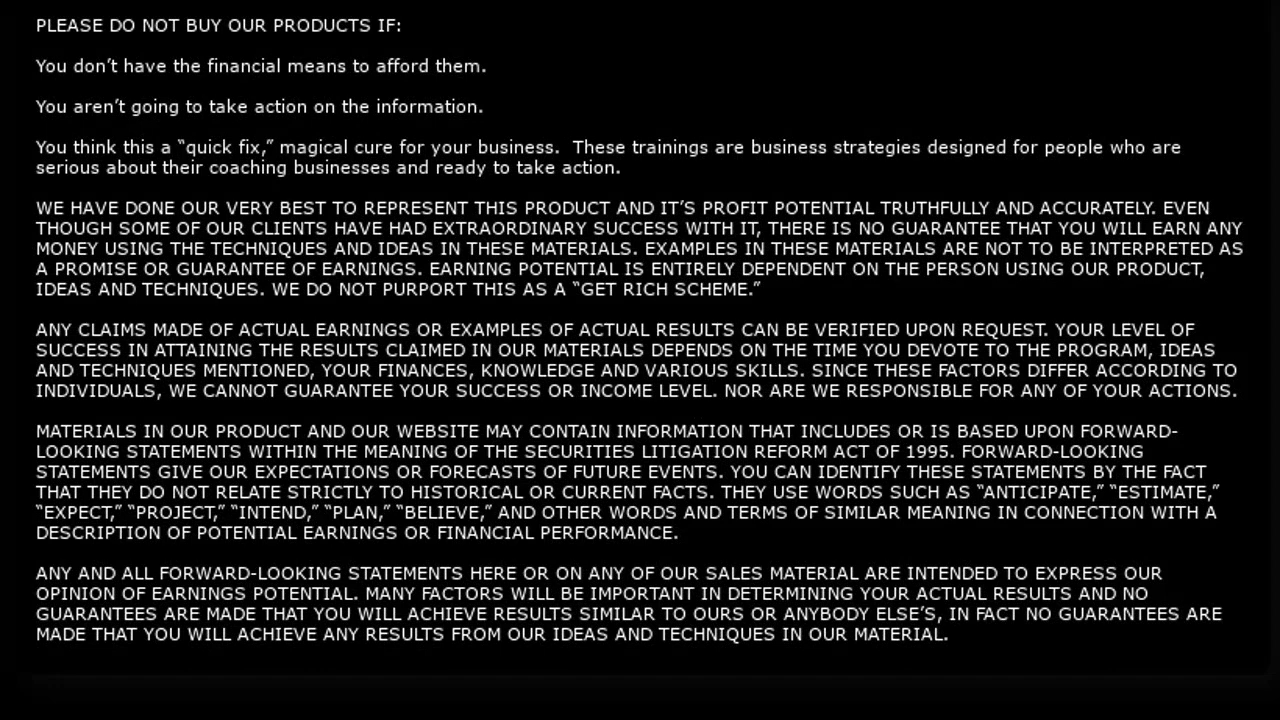 PLEASE DO NOT BUY OUR PRODUCTS IF:
You don't have the financial means to afford them.
You aren't going to take action on the information.
You think this a “quick fix,” magical cure for your business.  These trainings are business strategies designed for people who are
serious about their coaching businesses and ready to take action.
WE HAVE DONE OUR VERY BEST TO REPRESENT THIS PRODUCT AND IT'S PROFIT POTENTIAL TRUTHFULLY AND ACCURATELY. EVEN
THOUGH SOME OF OUR CLIENTS HAVE HAD EXTRAORDINARY SUCCESS WITH IT, THERE IS NO GUARANTEE THAT YOU WILL EARN ANY
MONEY USING THE TECHNIQUES AND IDEAS IN THESE MATERIALS. EXAMPLES IN THESE MATERIALS ARE NOT TO BE INTERPRETED AS
A PROMISE OR GUARANTEE OF EARNINGS. EARNING POTENTIAL IS ENTIRELY DEPENDENT ON THE PERSON USING OUR PRODUCT,
IDEAS AND TECHNIQUES. WE DO NOT PURPORT THIS AS A “GET RICH SCHEME.”
ANY CLAIMS MADE OF ACTUAL EARNINGS OR EXAMPLES OF ACTUAL RESULTS CAN BE VERIFIED UPON REQUEST. YOUR LEVEL OF
SUCCESS IN ATTAINING THE RESULTS CLAIMED IN OUR MATERIALS DEPENDS ON THE TIME YOU DEVOTE TO THE PROGRAM, IDEAS
AND TECHNIQUES MENTIONED, YOUR FINANCES, KNOWLEDGE AND VARIOUS SKILLS. SINCE THESE FACTORS DIFFER ACCORDING TO
INDIVIDUALS, WE CANNOT GUARANTEE YOUR SUCCESS OR INCOME LEVEL. NOR ARE WE RESPONSIBLE FOR ANY OF YOUR ACTIONS.
MATERIALS IN OUR PRODUCT AND OUR WEBSITE MAY CONTAIN INFORMATION THAT INCLUDES OR IS BASED UPON FORWARD-
LOOKING STATEMENTS WITHIN THE MEANING OF THE SECURITIES LITIGATION REFORM ACT OF 1995. FORWARD-LOOKING
STATEMENTS GIVE OUR EXPECTATIONS OR FORECASTS OF FUTURE EVENTS. YOU CAN IDENTIFY THESE STATEMENTS BY THE FACT
THAT THEY DO NOT RELATE STRICTLY TO HISTORICAL OR CURRENT FACTS. THEY USE WORDS SUCH AS “ANTICIPATE,” “ESTIMATE,”
“EXPECT,” “PROJECT,” “INTEND,” “PLAN,” “BELIEVE,” AND OTHER WORDS AND TERMS OF SIMILAR MEANING IN CONNECTION WITH A
DESCRIPTION OF POTENTIAL EARNINGS OR FINANCIAL PERFORMANCE.
ANY AND ALL FORWARD-LOOKING STATEMENTS HERE OR ON ANY OF OUR SALES MATERIAL ARE INTENDED TO EXPRESS OUR
OPINION OF EARNINGS POTENTIAL. MANY FACTORS WILL BE IMPORTANT IN DETERMINING YOUR ACTUAL RESULTS AND NO
GUARANTEES ARE MADE THAT YOU WILL ACHIEVE RESULTS SIMILAR TO OURS OR ANYBODY ELSE'S, IN FACT NO GUARANTEES ARE
MADE THAT YOU WILL ACHIEVE ANY RESULTS FROM OUR IDEAS AND TECHNIQUES IN OUR MATERIAL.